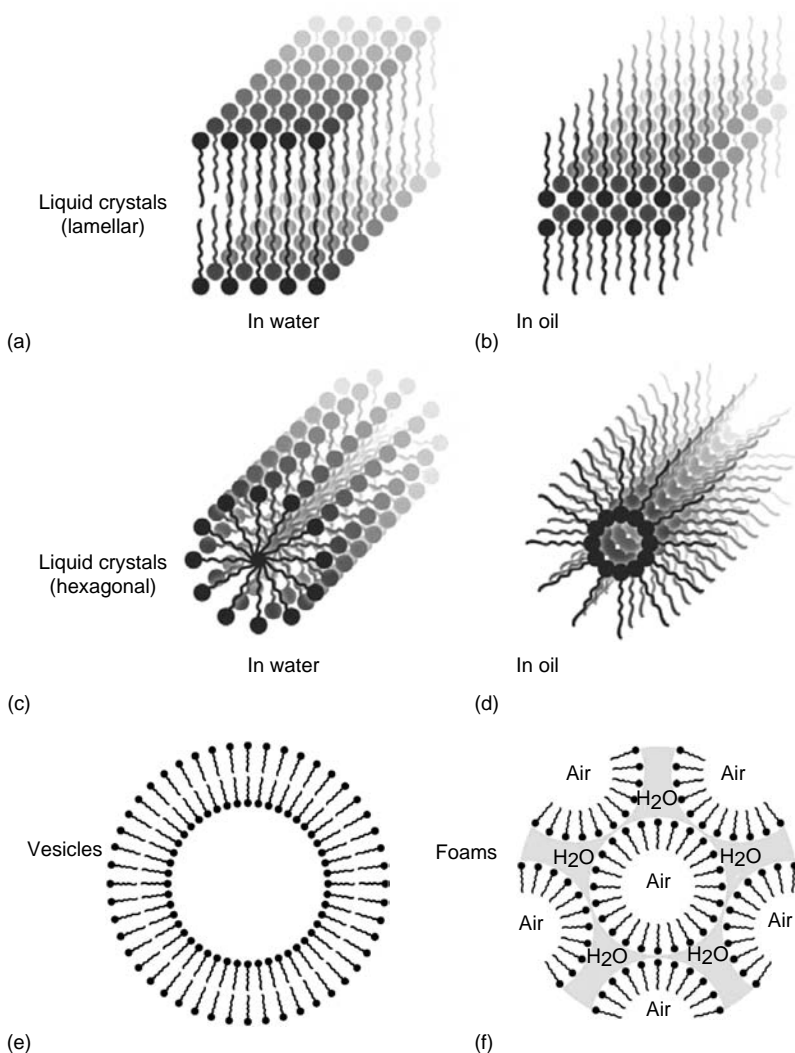 Liquid crystals
(lamellar)
In water
In oil
(a)
(b)
Liquid crystals
(hexagonal)
In water
In oil
(c)
(d)
Vesicles
Foams
Air
Air
H2O
H2O
H2O
Air
Air
Air
H2O
H2O
Air
(e)
(f)